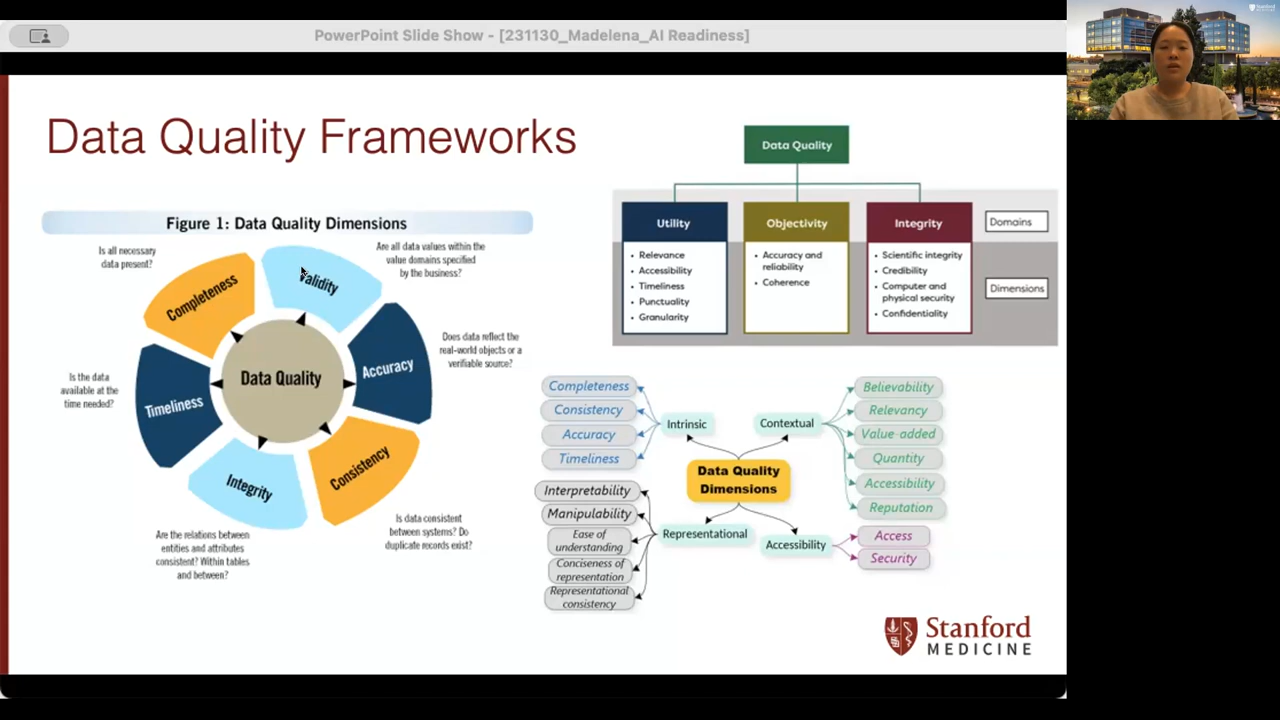 PowerPoint Slide Show - [231130_Madelena_AI Readiness]
Stanford
MEDICINE
Data Quality Frameworks
Figure 1: Data Quality Dimensions
Is all necessary
data present?
Completeness
Validity
Are all data values within the
value domains specified
by the business?
Accuracy
Does data reflect the
real-world objects or a
verifiable source?
Data Quality
Is the data
available at the
time needed?
Timeliness
Integrity
Consistency
Are the relations between
entities and attributes
consistent? Within tables
and between?
Is data consistent
between systems? Do
duplicate records exist?
Data Quality
Utility
Objectivity
Integrity
Domains
• Relevance
• Accessibility
• Timeliness
• Punctuality
• Granularity
• Accuracy and
reliability
• Coherence
• Scientific integrity
• Credibility
• Computer and
physical security
• Confidentiality
Dimensions
Data Quality
Dimensions
Intrinsic
Completeness
Consistency
Accuracy
Timeliness
Contextual
Believability
Relevancy
Value-added
Quantity
Accessibility
Reputation
Representational
Interpretability
Manipulability
Ease of
understanding
Conciseness of
representation
Representational
consistency
Accessibility
Access
Security
Stanford
MEDICINE